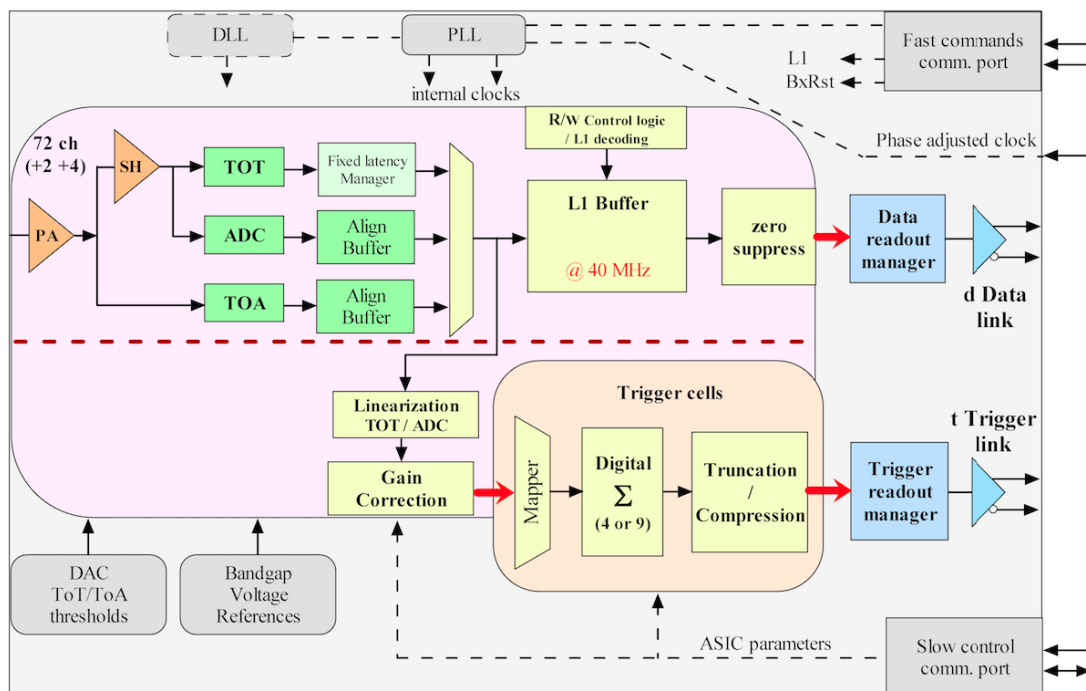 DLL
PLL
Fast commands
comm. port
L1
BxRst
internal clocks
R/W Control logic
/ L1 decoding
Phase adjusted clock
72 ch
(+2 +4)
SH
TOT
Fixed latency
Manager
PA
ADC
Align
Buffer
L1 Buffer
@ 40 MHz
zero
suppress
Data
readout
manager
TOA
Align
Buffer
d Data
link
Linearization
TOT / ADC
Gain
Correction
Trigger cells
Mapper
Digital
Σ
(4 or 9)
Truncation
/
Compression
Trigger
readout
manager
t Trigger
link
DAC
ToT/ToA
thresholds
Bandgap
Voltage
References
ASIC parameters
Slow control
comm. port